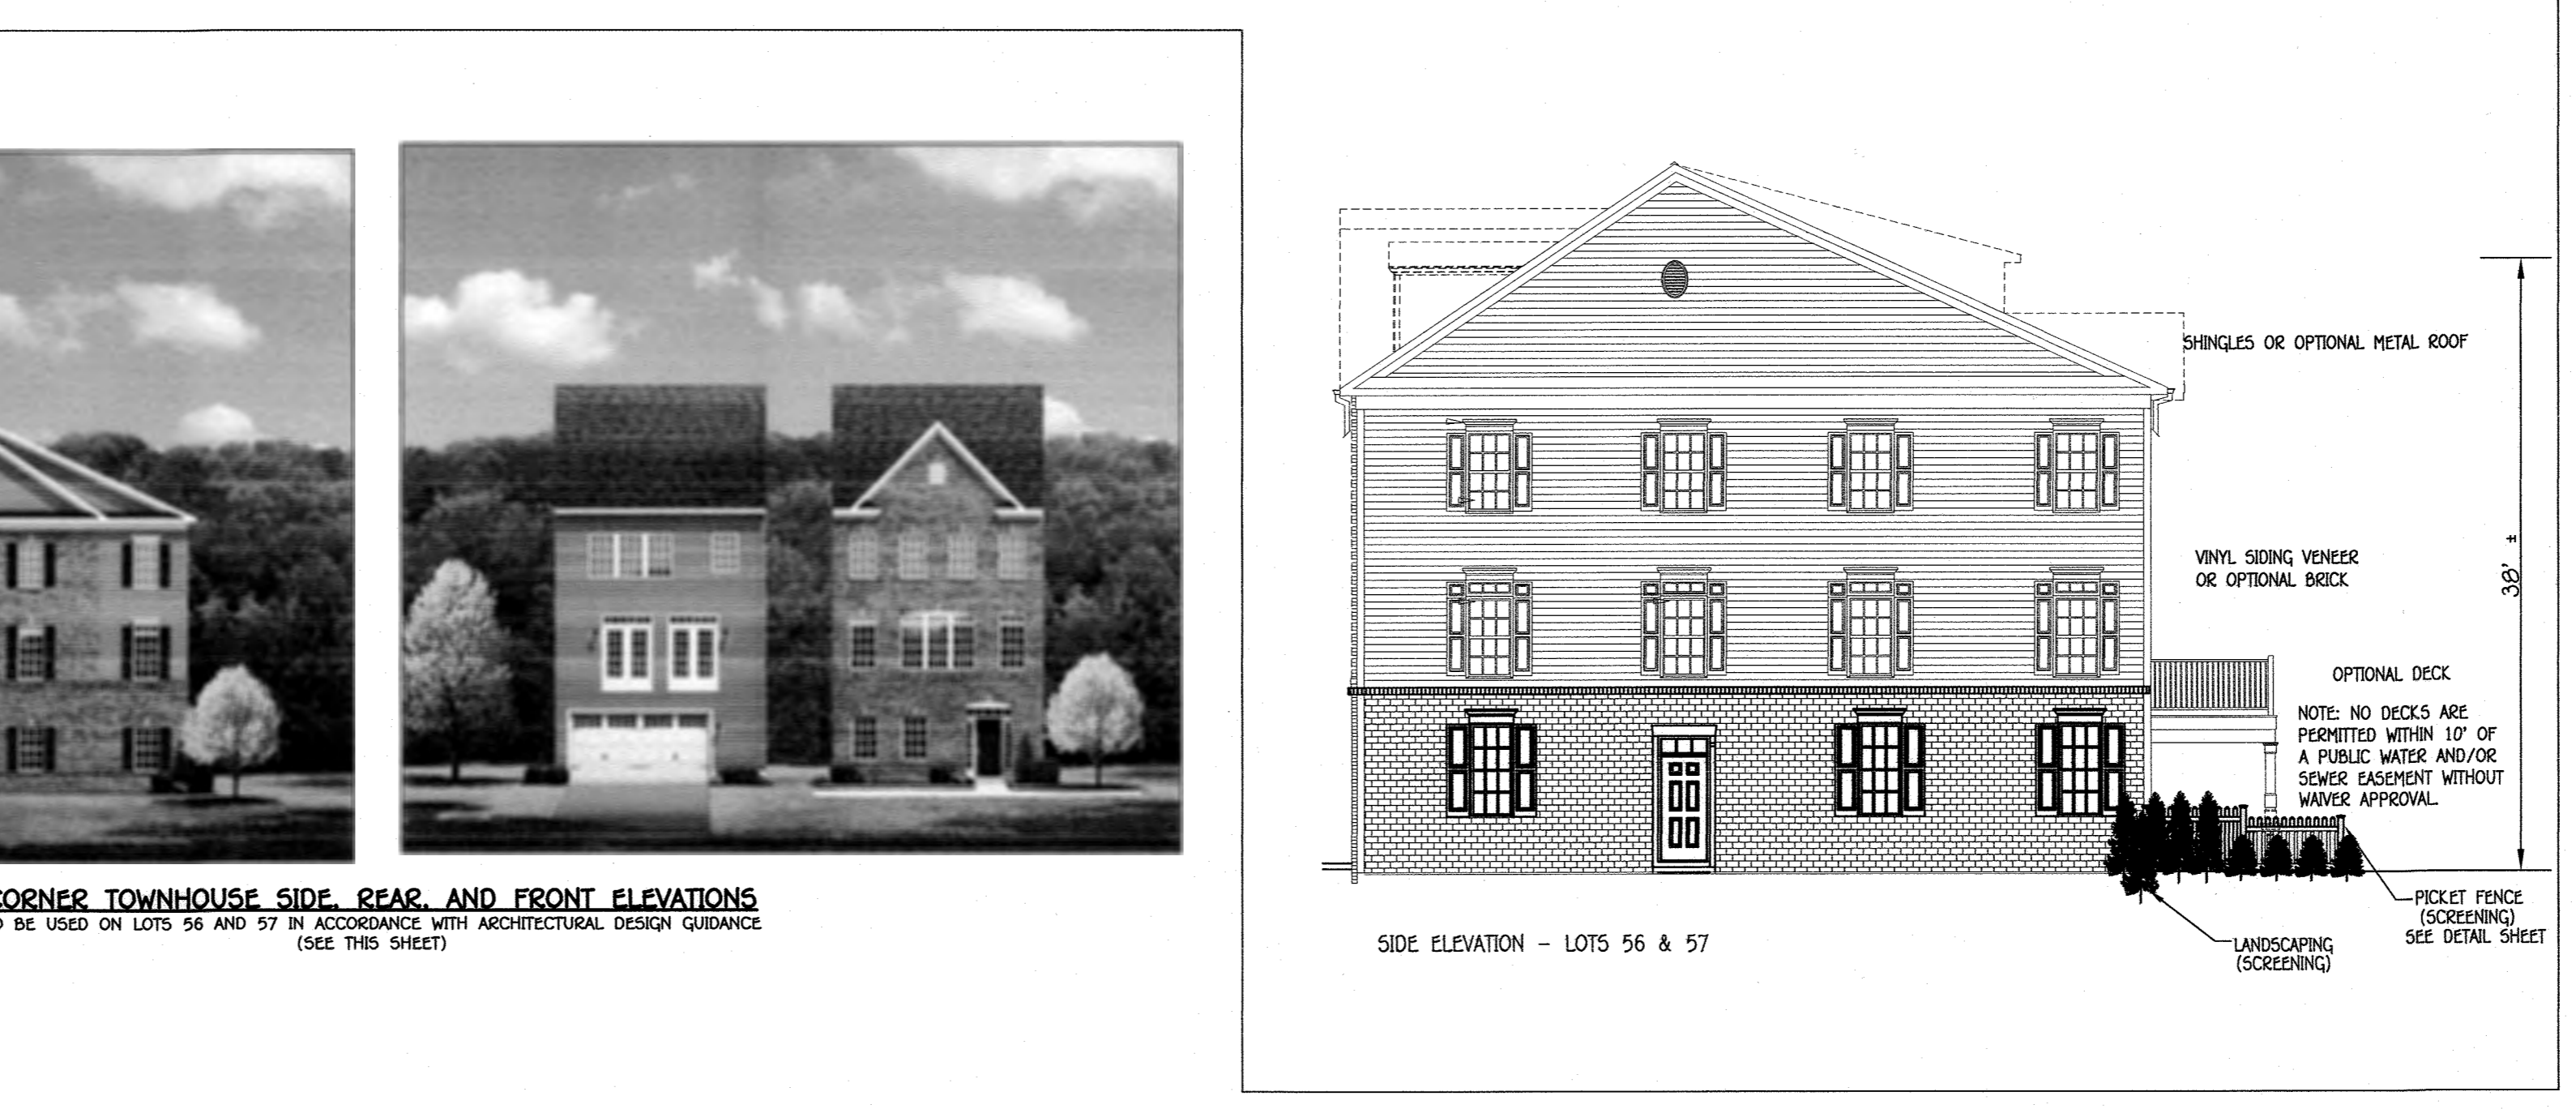 CORNER TOWNHOUSE SIDE, REAR, AND FRONT ELEVATIONS
BE USED ON LOTS 56 AND 57 IN ACCORDANCE WITH ARCHITECTURAL DESIGN GUIDANCE
(SEE THIS SHEET)
SHINGLES OR OPTIONAL METAL ROOF
VINYL SIDING VENEER
OR OPTIONAL BRICK
38' ±
OPTIONAL DECK
NOTE: NO DECKS ARE
PERMITTED WITHIN 10' OF
A PUBLIC WATER AND/OR
SEWER EASEMENT WITHOUT
WAIVER APPROVAL.
PICKET FENCE
(SCREENING)
SEE DETAIL SHEET
LANDSCAPING
(SCREENING)
SIDE ELEVATION - LOTS 56 & 57